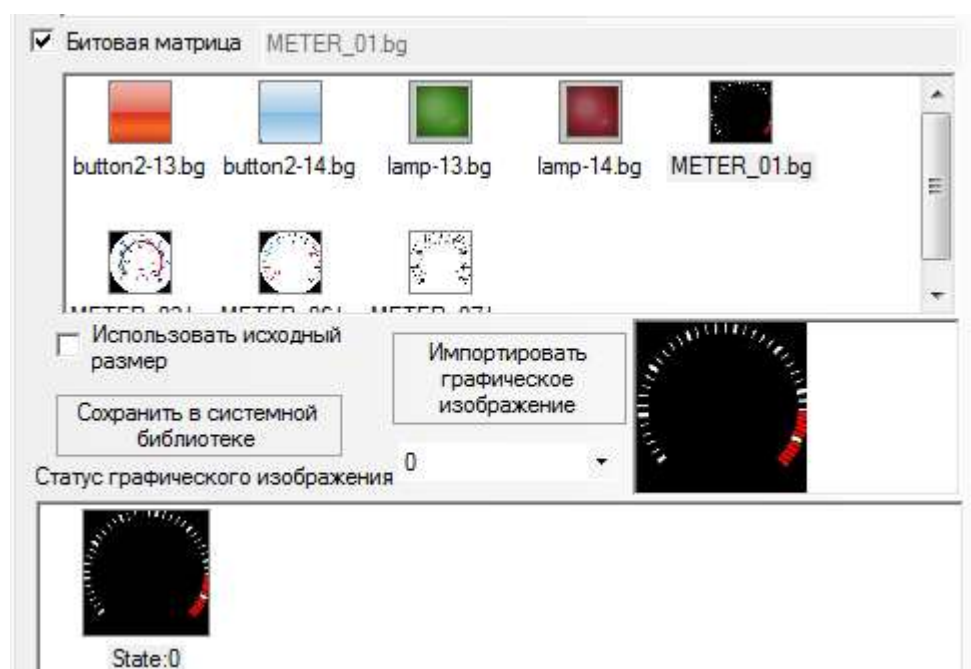 Битовая матрица METER_01.bg
button2-13.bg button2-14.bg lamp-13.bg lamp-14.bg METER_01.bg
Использовать исходный
размер
Импортировать
графическое
изображение
Сохранить в системной
библиотеке
Статус графического изображения
0
State:0